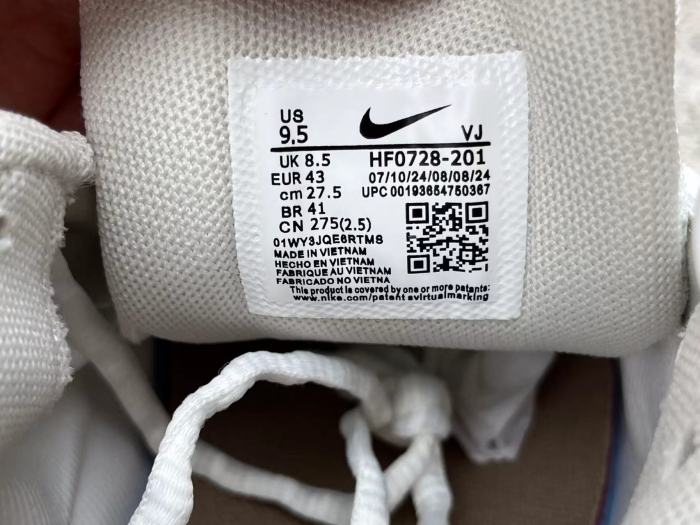 US
9.5 VJ
UK 8.5 HF0728-201
EUR 43 07/10/24/08/08/24
cm 27.5 UPC 00193654750367
BR 41
CN 275(2.5)
01WY3JQE6RTM8
MADE IN VIETNAM
HECHO EN VIETNAM
FABRIQUE AU VIETNAM
FABRICADO NO VIETNA
This product is covered by one or more patents:
www.nike.com/patent svirtualmarking